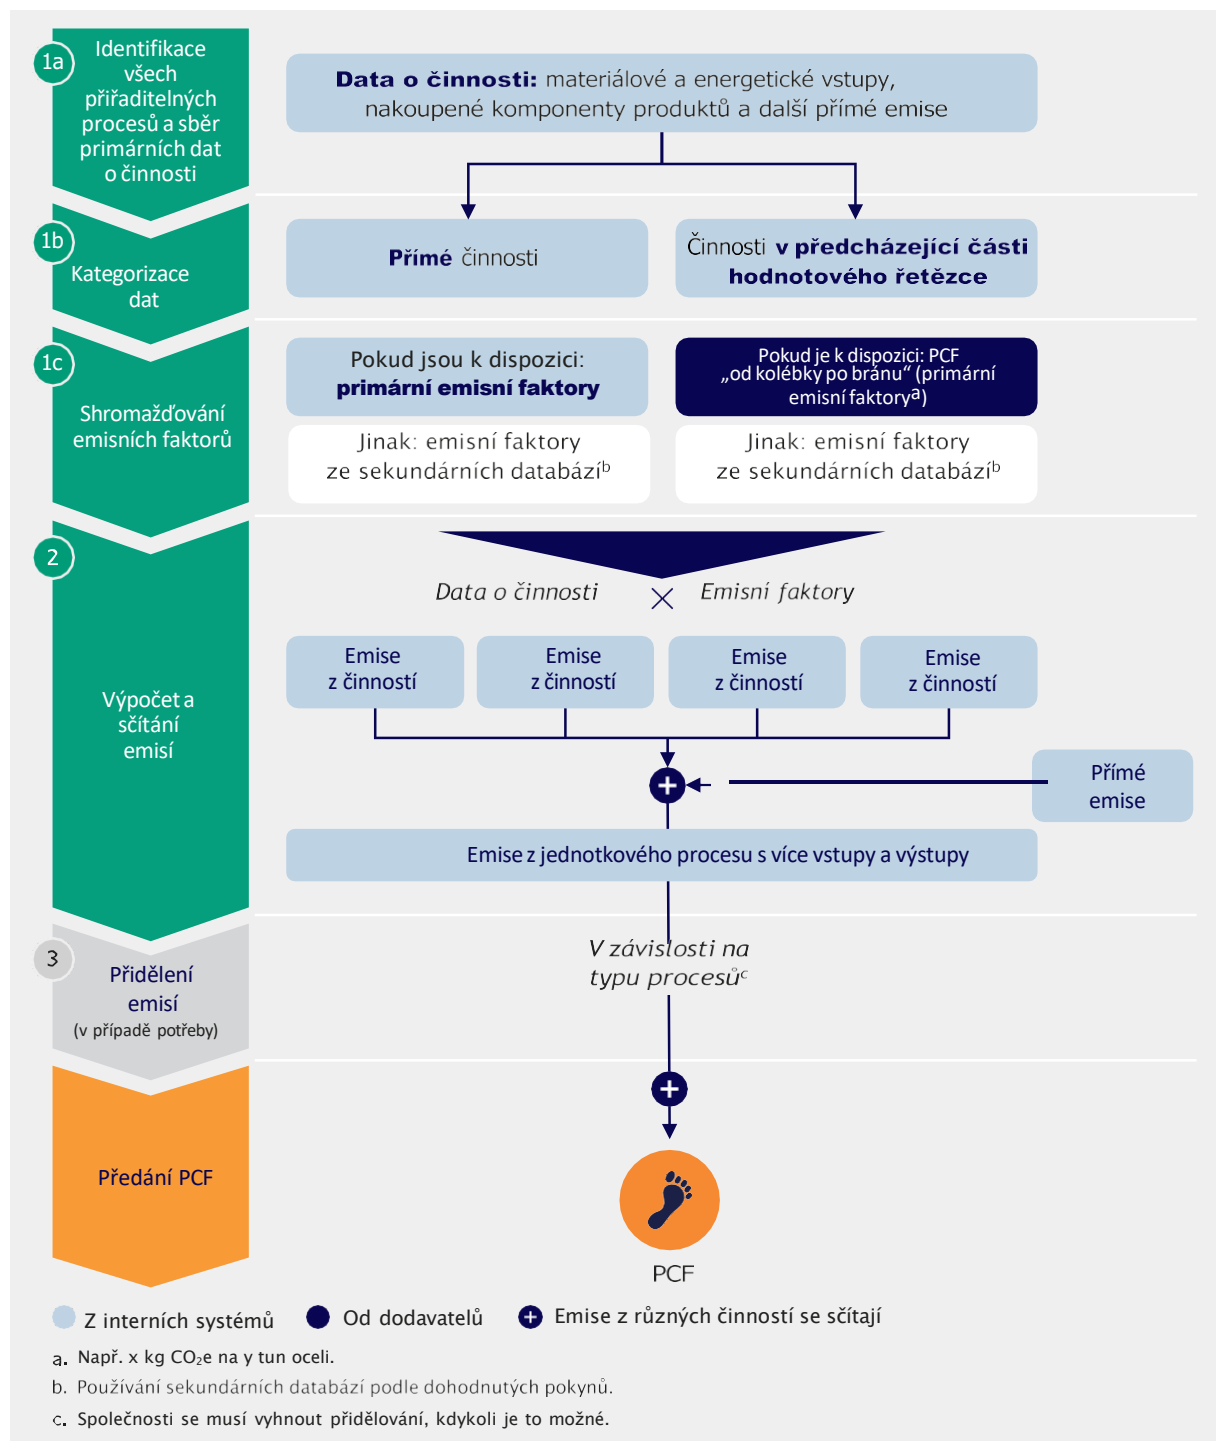 1a
Identifikace
všech
přiřaditelných
procesů a sběr
primárních dat
o činnosti
Data o činnosti: materiálové a energetické vstupy,
nakoupené komponenty produktů a další přímé emise
1b
Kategorizace
dat
Přímé činnosti
Činnosti v předcházející části
hodnotového řetězce
1c
Shromažďování
emisních faktorů
Pokud jsou k dispozici:
primární emisní faktory
Pokud je k dispozici: PCF
„od kolébky po bránu“ (primární
emisní faktoryᵃ)
Jinak: emisní faktory
ze sekundárních databázíᵇ
Jinak: emisní faktory
ze sekundárních databázíᵇ
2
Výpočet a
sčítání
emisí
Data o činnosti × Emisní faktory
Emise
z činností
Emise
z činností
Emise
z činností
Emise
z činností
Přímé
emise
Emise z jednotkového procesu s více vstupy a výstupy
3
Přidělení
emisí
(v případě potřeby)
V závislosti na
typu procesůᶜ
Předání PCF
PCF
Z interních systémů
Od dodavatelů
Emise z různých činností se sčítají
a. Např. x kg CO₂e na y tun oceli.
b. Používání sekundárních databází podle dohodnutých pokynů.
c. Společnosti se musí vyhnout přidělování, kdykoli je to možné.